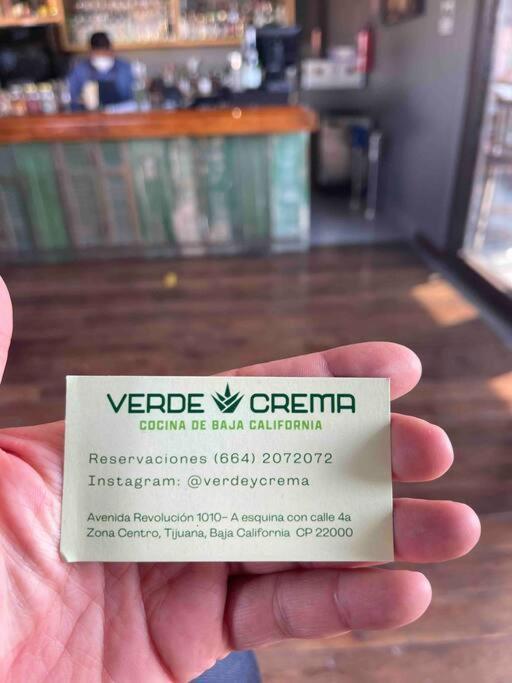 VERDE CREMA
COCINA DE BAJA CALIFORNIA
Reservaciones (664) 2072072
Instagram: @verdeycrema
Avenida Revolución 1010- A esquina con calle 4a
Zona Centro, Tijuana, Baja California CP 22000